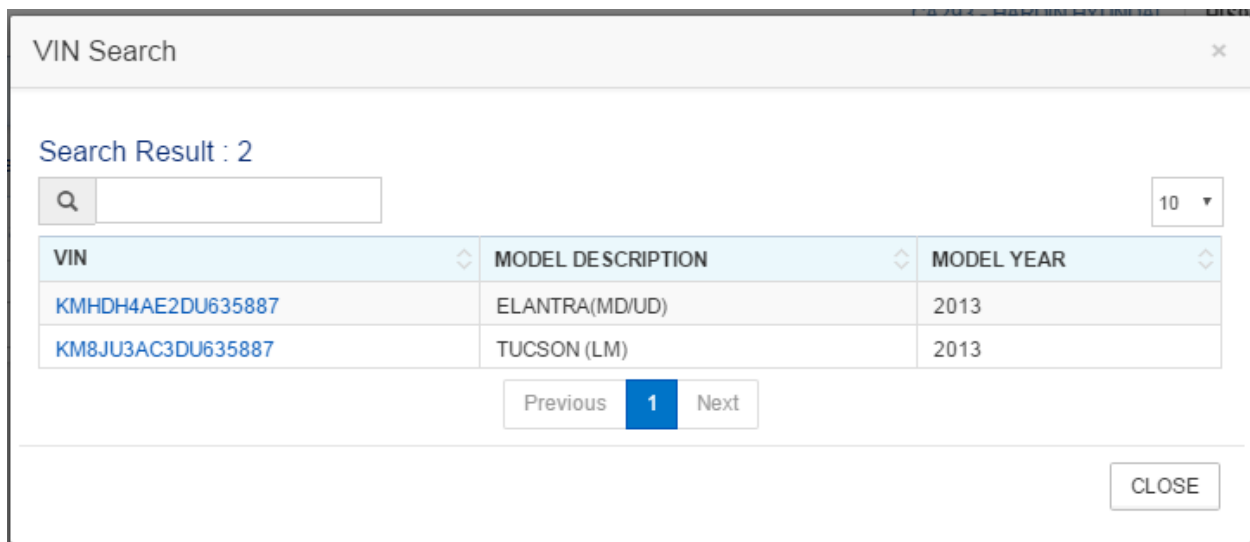 VIN Search
×
Search Result : 2
10
VIN MODEL DESCRIPTION MODEL YEAR
KMHDH4AE2DU635887 ELANTRA(MD/UD) 2013
KM8JU3AC3DU635887 TUCSON (LM) 2013
Previous 1 Next
CLOSE